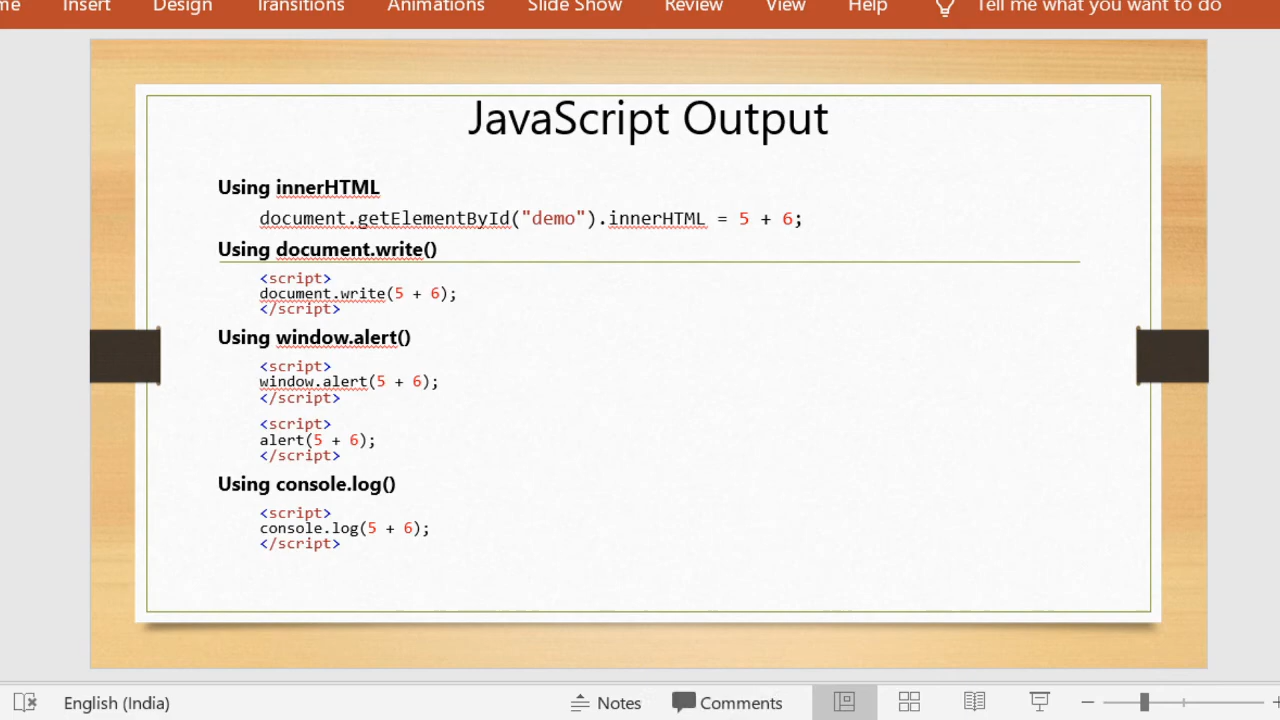 me Insert Design Transitions Animations Slide Show Review View Help Tell me what you want to do
JavaScript Output
Using innerHTML
document.getElementById("demo").innerHTML = 5 + 6;
Using document.write()
<script>
document.write(5 + 6);
</script>
Using window.alert()
<script>
window.alert(5 + 6);
</script>
<script>
alert(5 + 6);
</script>
Using console.log()
<script>
console.log(5 + 6);
</script>
English (India) Notes Comments